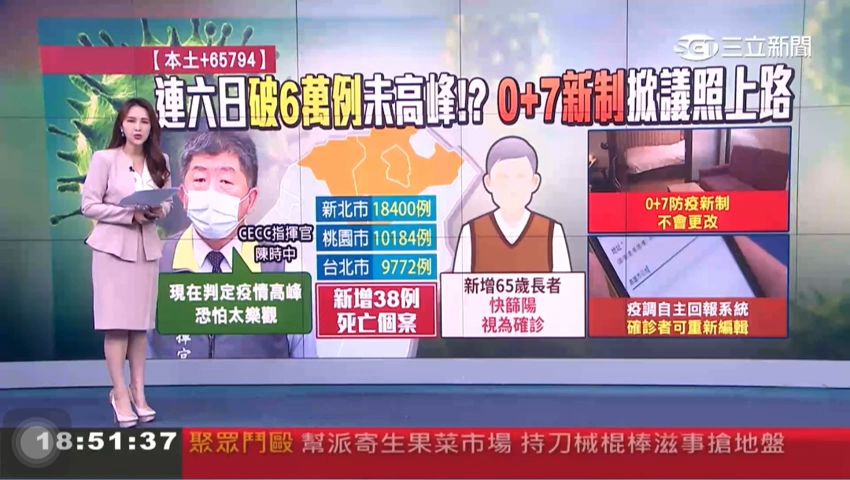 【本土+65794】
SET 三立新聞
連六日破6萬例未高峰!? 0+7新制掀議照上路
CECC指揮官
陳時中
現在判定疫情高峰
恐怕太樂觀
新北市 18400例
桃園市 10184例
台北市 9772例
新增38例
死亡個案
新增65歲長者
快篩陽
視為確診
0+7防疫新制
不會更改
疫調自主回報系統
確診者可重新編輯
揮官
18:51:37
聚眾鬥毆 幫派寄生果菜市場 持刀械棍棒滋事搶地盤